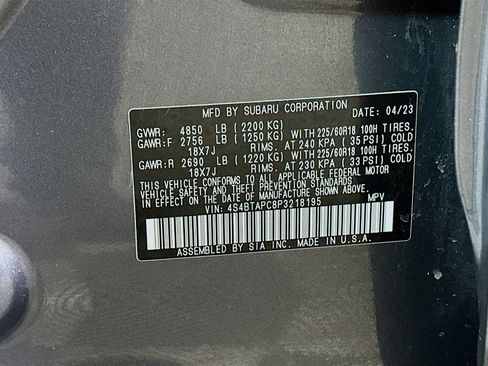 MFD BY SUBARU CORPORATION DATE: 04/23
GVWR: 4850 LB ( 2200 KG)
GAWR:F 2756 LB ( 1250 KG) WITH 225/60R18 100H TIRES.
18X7J RIMS. AT 240 KPA ( 35 PSI) COLD
GAWR:R 2690 LB ( 1220 KG) WITH 225/60R18 100H TIRES.
18X7J RIMS. AT 230 KPA ( 33 PSI) COLD
THIS VEHICLE CONFORMS TO ALL APPLICABLE FEDERAL MOTOR
VEHICLE SAFETY AND THEFT PREVENTION STANDARDS
IN EFFECT ON THE DATE OF MANUFACTURE SHOWN ABOVE.
VIN: 4S4BTAPC8P3218195 MPV
ASSEMBLED BY SIA INC. MADE IN U.S.A.